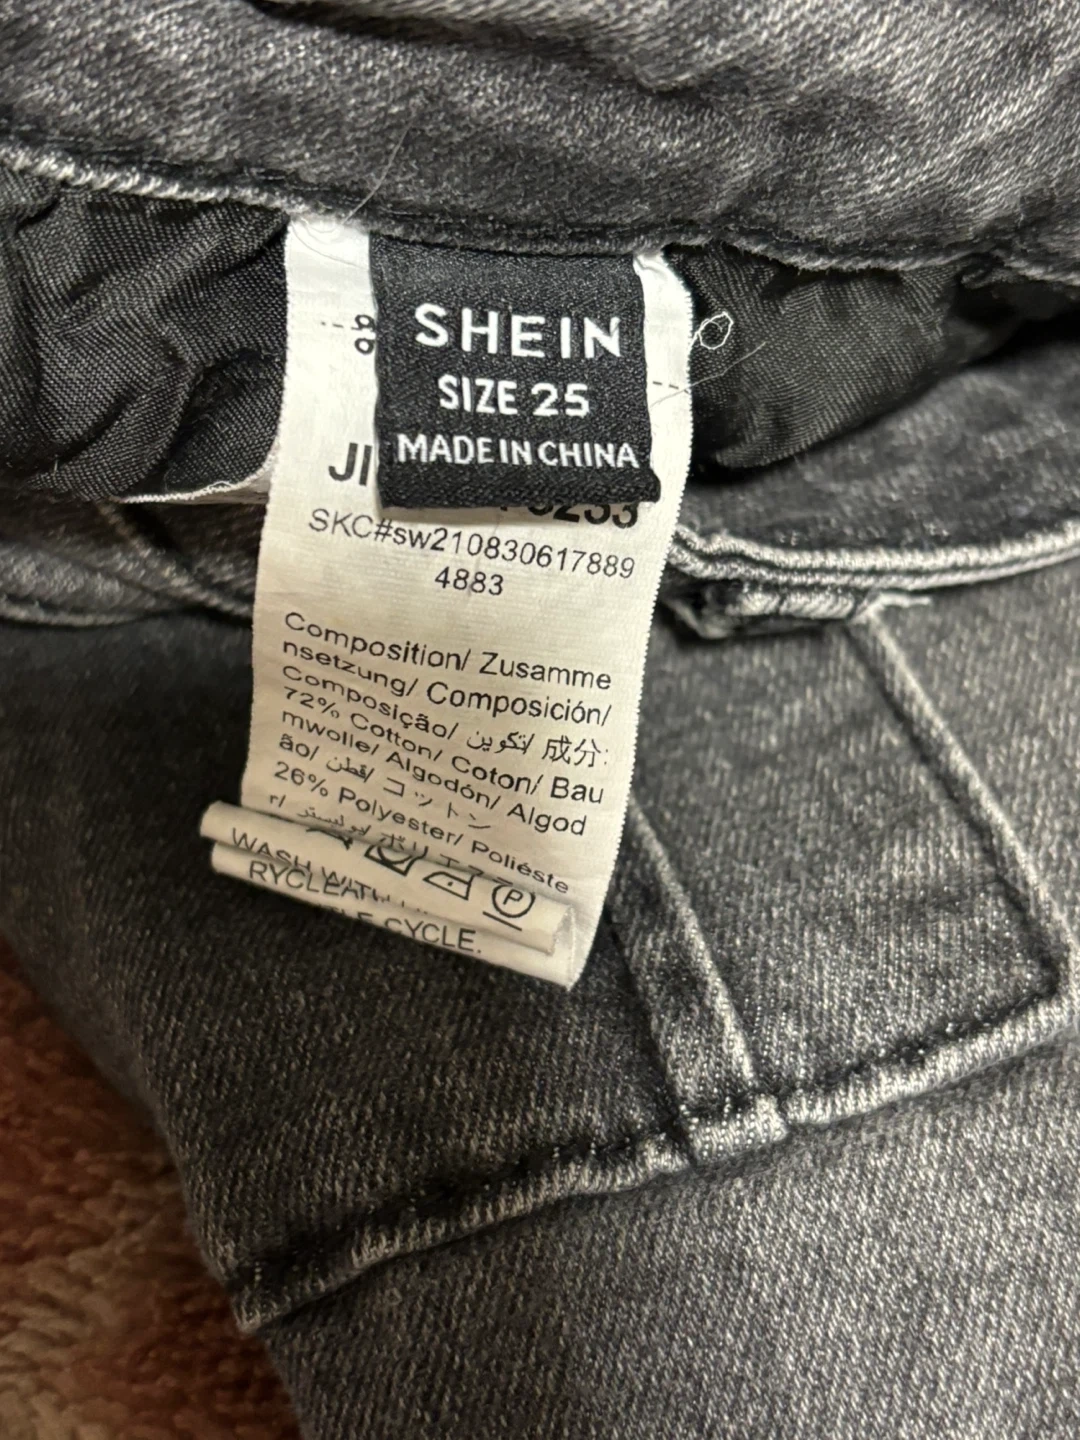 SHEIN
SIZE 25
MADE IN CHINA
SKC#sw210830617889
4883
Composition/ Zusamme
nsetzung/ Composición/
Composição/ تكوين/ 成分:
72% Cotton/ Coton/ Bau
mwolle/ Algodón/ Algod
ão/ قطن/ コットン
26% Polyester/ Poliéste
r/ بوليستر/
P
WASH WITH
RYCLEAN
CYCLE.